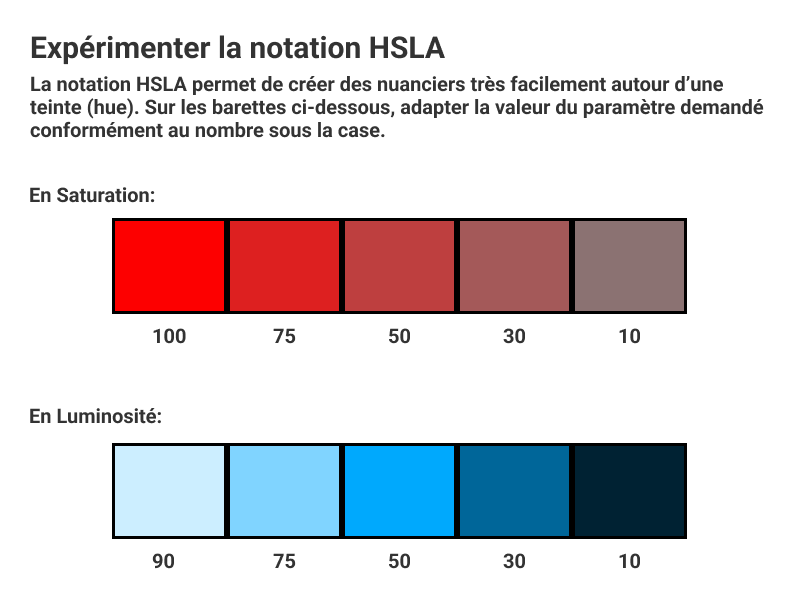 Expérimenter la notation HSLA
La notation HSLA permet de créer des nuanciers très facilement autour d’une
teinte (hue). Sur les barettes ci-dessous, adapter la valeur du paramètre demandé
conformément au nombre sous la case.
En Saturation:
100 75 50 30 10
En Luminosité:
90 75 50 30 10